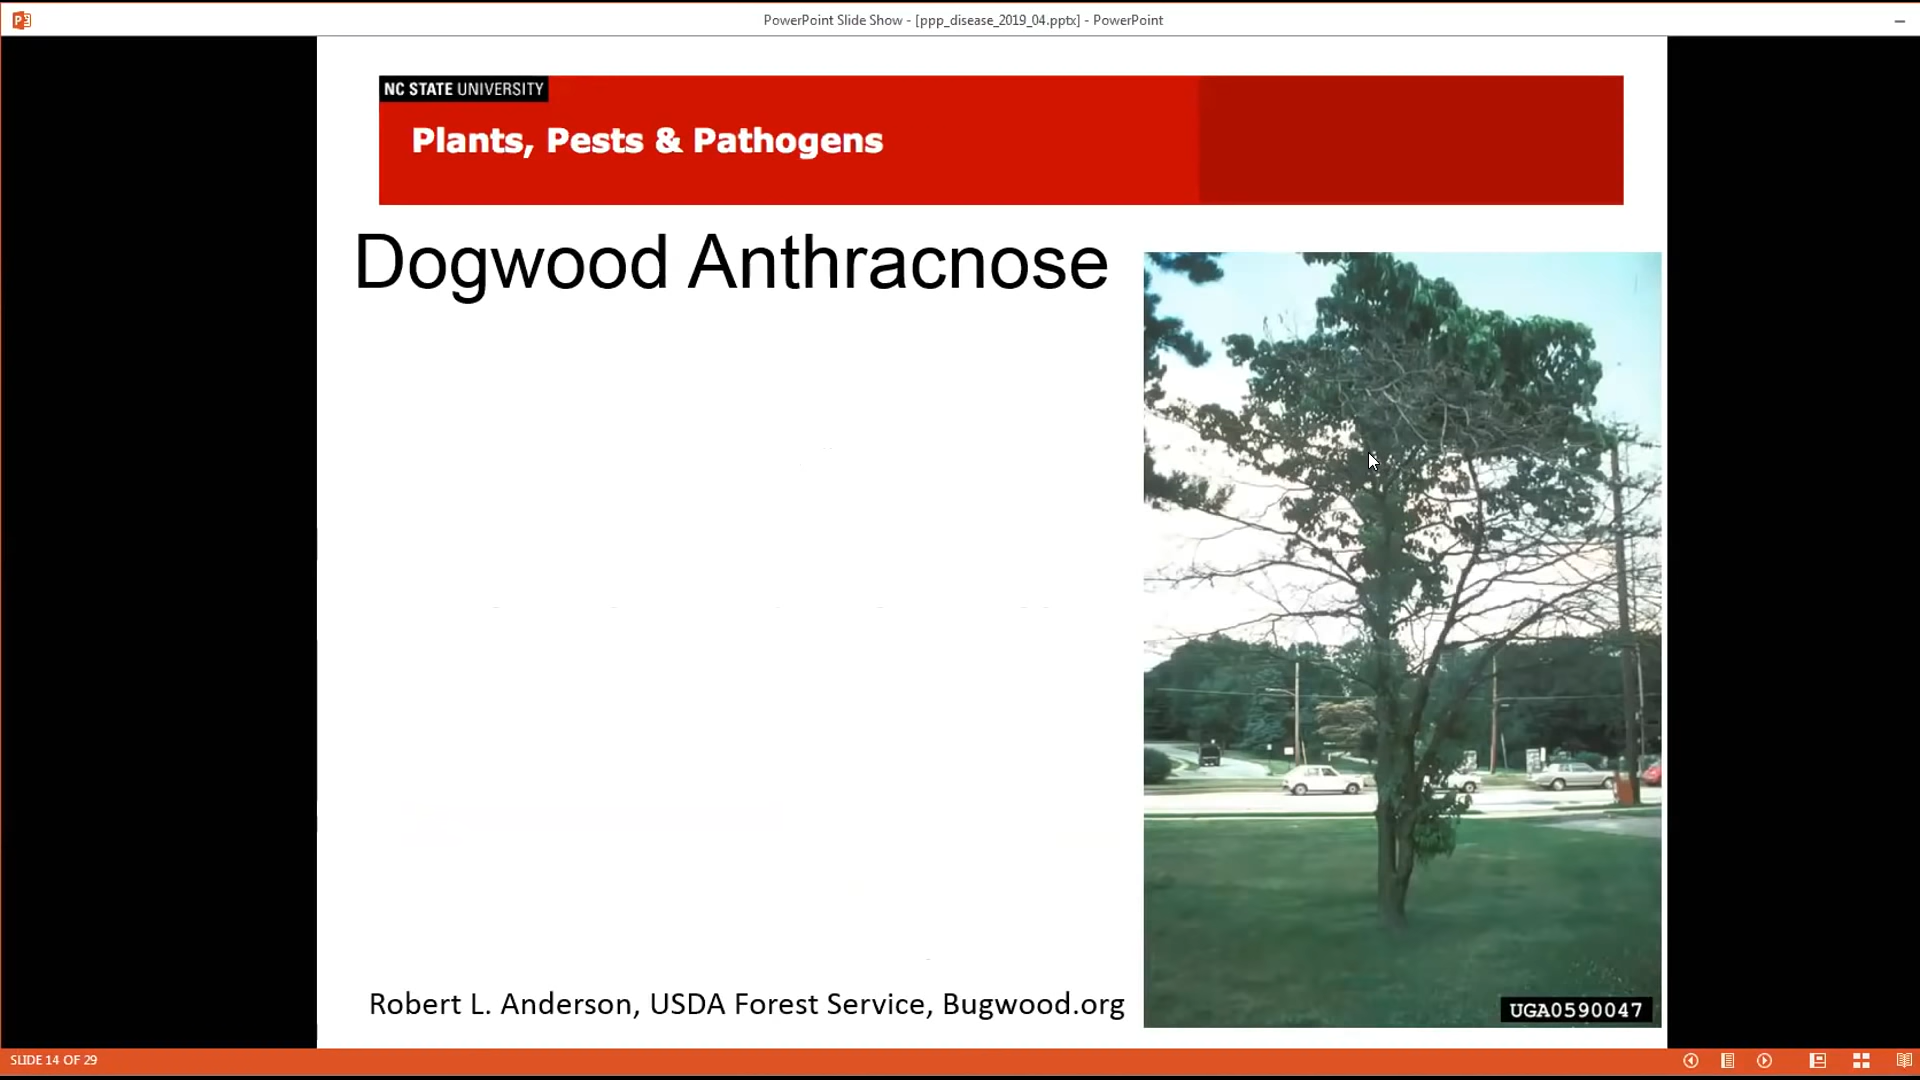 PowerPoint Slide Show - [ppp_disease_2019_04.pptx] - PowerPoint
NC STATE UNIVERSITY
Plants, Pests & Pathogens
Dogwood Anthracnose
Robert L. Anderson, USDA Forest Service, Bugwood.org
UGA0590047
SLIDE 14 OF 29